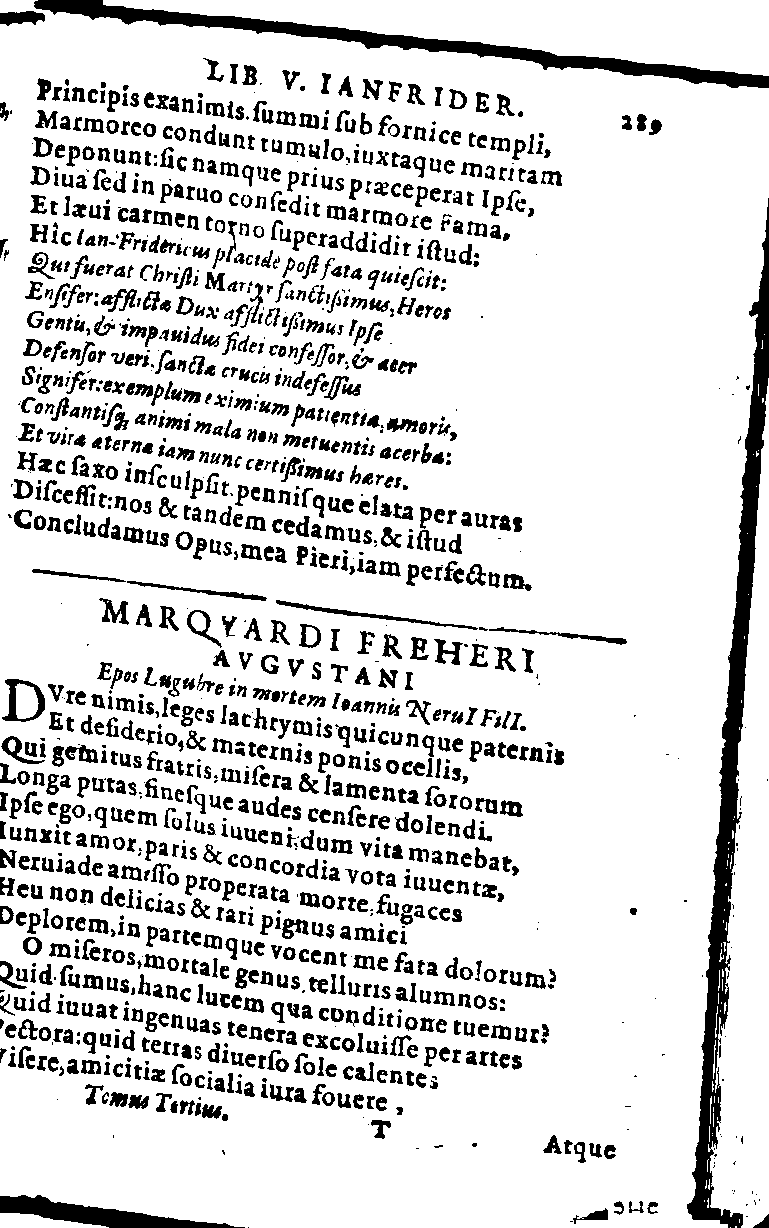 LIB V. IANFRIDER. 289
Principis exanimis. ſummi ſub fornice templi,
Marmoreo condunt tumulo, iuxtaque maritam
Deponunt: ſic namque prius præceperat Ipſe,
Diua ſed in paruo conſedit marmore Fama,
Et læui carmen torno ſuperaddidit iſtud:
Hîc Ian-Fridericus placide poſt fata quieſcit:
Qui fuerat Chriſti Martyr ſanctißimus, Heros
Enſifer: afflictæ Dux afflictißimus Ipſe
Gentis, & impauidus fidei confeſſor, & acer
Defenſor veri, ſanctæ crucis indefeſſus
Signifer: exemplum eximium patientiæ, amoris,
Conſtantisq́; animi mala non metuentis acerba:
Et vitæ æternæ iam nunc certißimus hæres.
Hæc ſaxo inſculpſit. penniſque elata per auras
Diſceſſit: nos & tandem cedamus, & iſtud
Concludamus Opus, mea Pieri, iam perfectum.
MARQVARDI FREHERI
AVGVSTANI
Epos Lugubre in mortem Ioannis NeruI FilI.
DVre nimis, leges lachrymis quicunque paternis
Et deſiderio, & maternis ponis ocellis,
Qui gemitus fratris, miſera & lamenta ſororum
Longa putas, fineſque audes cenſere dolendi.
Ipſe ego, quem ſolus iuueni, dum vita manebat,
Iunxit amor, paris & concordia vota iuuentæ,
Neruiade amiſſo properata morte, fugaces
Heu non delicias & rari pignus amici
Deplorem, in partemque vocent me fata dolorum?
O miſeros, mortale genus, telluris alumnos:
Quid ſumus, hanc lucem qua conditione tuemur?
Quid iuuat ingenuas tenera excoluiſſe per artes
Pectora: quid terras diuerſo ſole calentes
Viſere, amicitiæ ſocialia iura fouere,
Tomus Tertius. T Atque